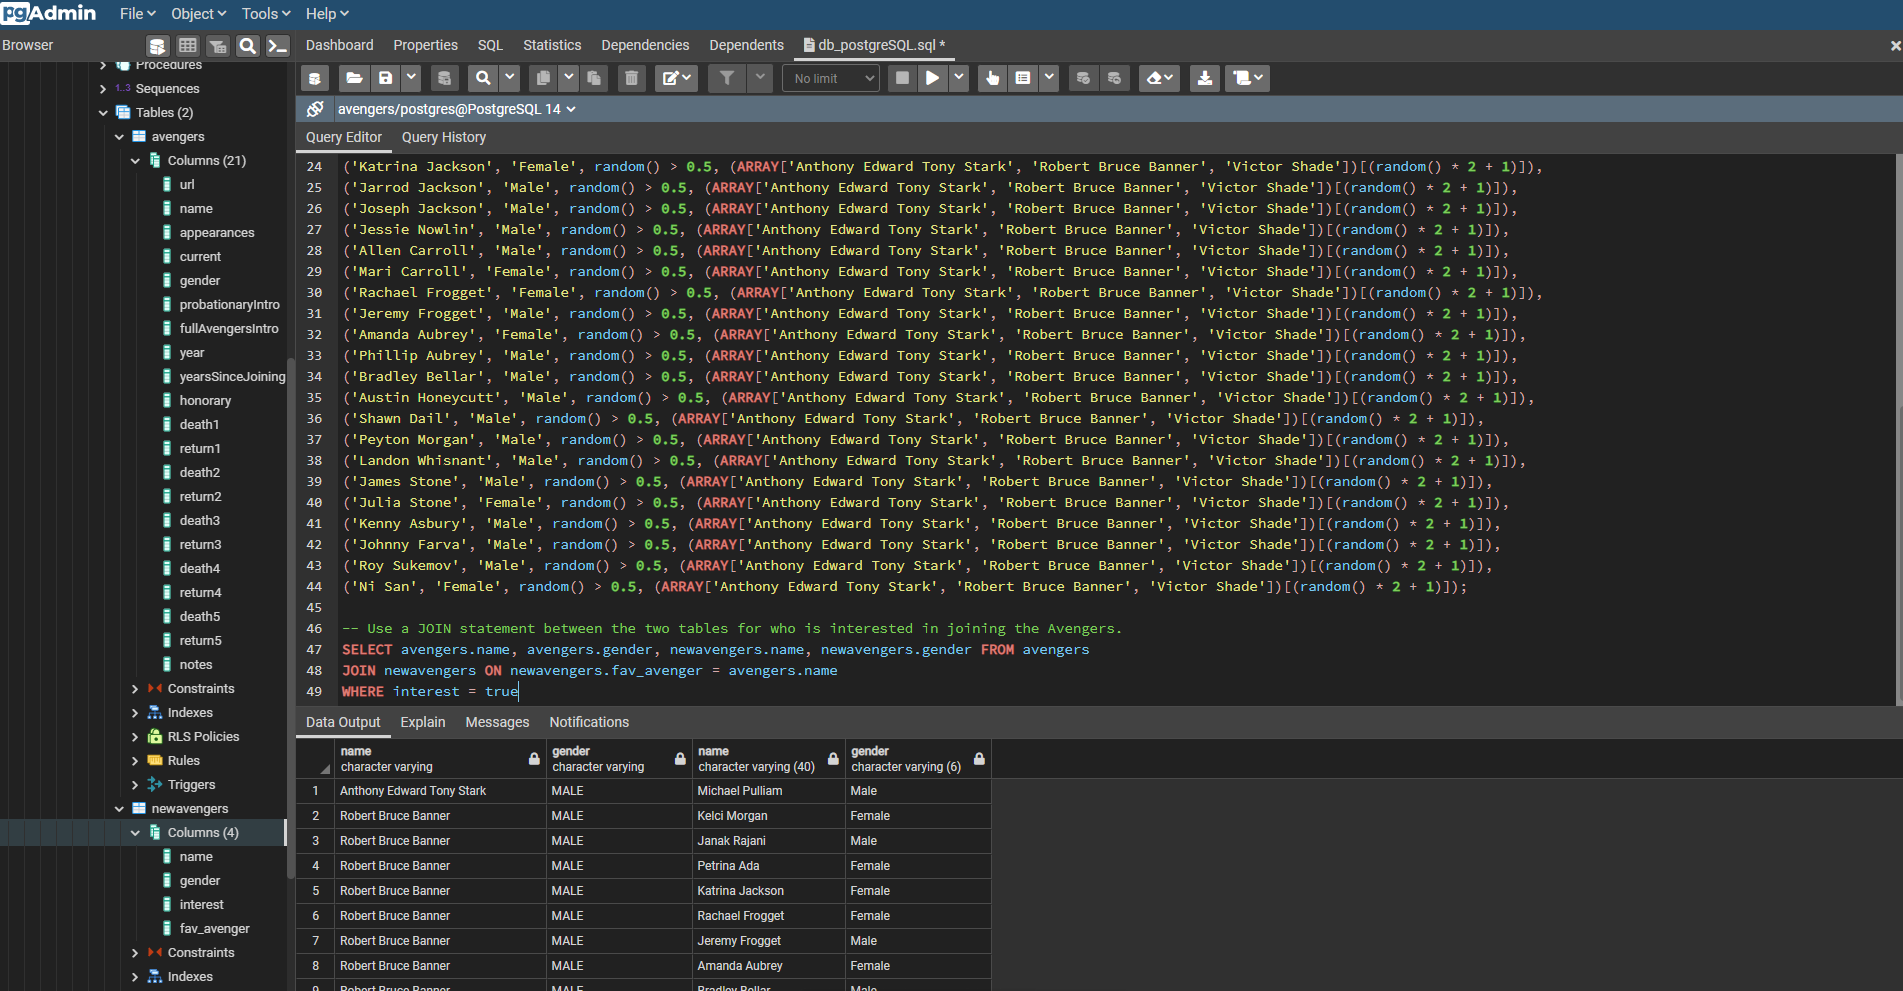 pgAdmin File Object Tools Help
Browser
Dashboard Properties SQL Statistics Dependencies Dependents db_postgreSQL.sql *
Procedures
1..3 Sequences
Tables (2)
avengers
Columns (21)
url
name
appearances
current
gender
probationaryIntro
fullAvengersIntro
year
yearsSinceJoining
honorary
death1
return1
death2
return2
death3
return3
death4
return4
death5
return5
notes
Constraints
Indexes
RLS Policies
Rules
Triggers
newavengers
Columns (4)
name
gender
interest
fav_avenger
Constraints
Indexes
No limit
avengers/postgres@PostgreSQL 14
Query Editor Query History
24 ('Katrina Jackson', 'Female', random() > 0.5, (ARRAY['Anthony Edward Tony Stark', 'Robert Bruce Banner', 'Victor Shade'])[(random() * 2 + 1)]),
25 ('Jarrod Jackson', 'Male', random() > 0.5, (ARRAY['Anthony Edward Tony Stark', 'Robert Bruce Banner', 'Victor Shade'])[(random() * 2 + 1)]),
26 ('Joseph Jackson', 'Male', random() > 0.5, (ARRAY['Anthony Edward Tony Stark', 'Robert Bruce Banner', 'Victor Shade'])[(random() * 2 + 1)]),
27 ('Jessie Nowlin', 'Male', random() > 0.5, (ARRAY['Anthony Edward Tony Stark', 'Robert Bruce Banner', 'Victor Shade'])[(random() * 2 + 1)]),
28 ('Allen Carroll', 'Male', random() > 0.5, (ARRAY['Anthony Edward Tony Stark', 'Robert Bruce Banner', 'Victor Shade'])[(random() * 2 + 1)]),
29 ('Mari Carroll', 'Female', random() > 0.5, (ARRAY['Anthony Edward Tony Stark', 'Robert Bruce Banner', 'Victor Shade'])[(random() * 2 + 1)]),
30 ('Rachael Frogget', 'Female', random() > 0.5, (ARRAY['Anthony Edward Tony Stark', 'Robert Bruce Banner', 'Victor Shade'])[(random() * 2 + 1)]),
31 ('Jeremy Frogget', 'Male', random() > 0.5, (ARRAY['Anthony Edward Tony Stark', 'Robert Bruce Banner', 'Victor Shade'])[(random() * 2 + 1)]),
32 ('Amanda Aubrey', 'Female', random() > 0.5, (ARRAY['Anthony Edward Tony Stark', 'Robert Bruce Banner', 'Victor Shade'])[(random() * 2 + 1)]),
33 ('Phillip Aubrey', 'Male', random() > 0.5, (ARRAY['Anthony Edward Tony Stark', 'Robert Bruce Banner', 'Victor Shade'])[(random() * 2 + 1)]),
34 ('Bradley Bellar', 'Male', random() > 0.5, (ARRAY['Anthony Edward Tony Stark', 'Robert Bruce Banner', 'Victor Shade'])[(random() * 2 + 1)]),
35 ('Austin Honeycutt', 'Male', random() > 0.5, (ARRAY['Anthony Edward Tony Stark', 'Robert Bruce Banner', 'Victor Shade'])[(random() * 2 + 1)]),
36 ('Shawn Dail', 'Male', random() > 0.5, (ARRAY['Anthony Edward Tony Stark', 'Robert Bruce Banner', 'Victor Shade'])[(random() * 2 + 1)]),
37 ('Peyton Morgan', 'Male', random() > 0.5, (ARRAY['Anthony Edward Tony Stark', 'Robert Bruce Banner', 'Victor Shade'])[(random() * 2 + 1)]),
38 ('Landon Whisnant', 'Male', random() > 0.5, (ARRAY['Anthony Edward Tony Stark', 'Robert Bruce Banner', 'Victor Shade'])[(random() * 2 + 1)]),
39 ('James Stone', 'Male', random() > 0.5, (ARRAY['Anthony Edward Tony Stark', 'Robert Bruce Banner', 'Victor Shade'])[(random() * 2 + 1)]),
40 ('Julia Stone', 'Female', random() > 0.5, (ARRAY['Anthony Edward Tony Stark', 'Robert Bruce Banner', 'Victor Shade'])[(random() * 2 + 1)]),
41 ('Kenny Asbury', 'Male', random() > 0.5, (ARRAY['Anthony Edward Tony Stark', 'Robert Bruce Banner', 'Victor Shade'])[(random() * 2 + 1)]),
42 ('Johnny Farva', 'Male', random() > 0.5, (ARRAY['Anthony Edward Tony Stark', 'Robert Bruce Banner', 'Victor Shade'])[(random() * 2 + 1)]),
43 ('Roy Sukemov', 'Male', random() > 0.5, (ARRAY['Anthony Edward Tony Stark', 'Robert Bruce Banner', 'Victor Shade'])[(random() * 2 + 1)]),
44 ('Ni San', 'Female', random() > 0.5, (ARRAY['Anthony Edward Tony Stark', 'Robert Bruce Banner', 'Victor Shade'])[(random() * 2 + 1)]);
45
46 -- Use a JOIN statement between the two tables for who is interested in joining the Avengers.
47 SELECT avengers.name, avengers.gender, newavengers.name, newavengers.gender FROM avengers
48 JOIN newavengers ON newavengers.fav_avenger = avengers.name
49 WHERE interest = true
Data Output Explain Messages Notifications
name gender name gender
character varying character varying character varying (40) character varying (6)
1 Anthony Edward Tony Stark MALE Michael Pulliam Male
2 Robert Bruce Banner MALE Kelci Morgan Female
3 Robert Bruce Banner MALE Janak Rajani Male
4 Robert Bruce Banner MALE Petrina Ada Female
5 Robert Bruce Banner MALE Katrina Jackson Female
6 Robert Bruce Banner MALE Rachael Frogget Female
7 Robert Bruce Banner MALE Jeremy Frogget Male
8 Robert Bruce Banner MALE Amanda Aubrey Female
9 Robert Bruce Banner MALE Bradley Bellar Male